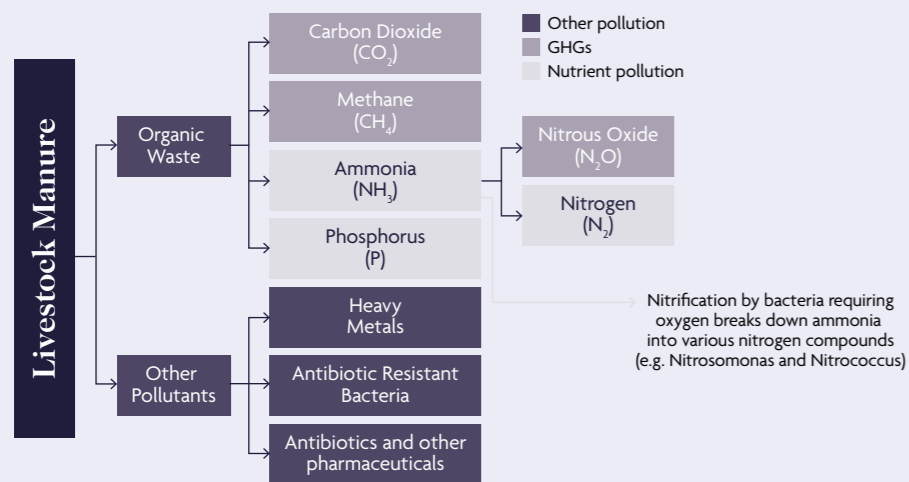 Other pollution
GHGs
Nutrient pollution
Livestock Manure
Organic
Waste
Carbon Dioxide
(CO₂)
Methane
(CH₄)
Ammonia
(NH₃)
Phosphorus
(P)
Nitrous Oxide
(N₂O)
Nitrogen
(N₂)
Nitrification by bacteria requiring
oxygen breaks down ammonia
into various nitrogen compounds
(e.g. Nitrosomonas and Nitrococcus)
Other
Pollutants
Heavy
Metals
Antibiotic Resistant
Bacteria
Antibiotics and other
pharmaceuticals